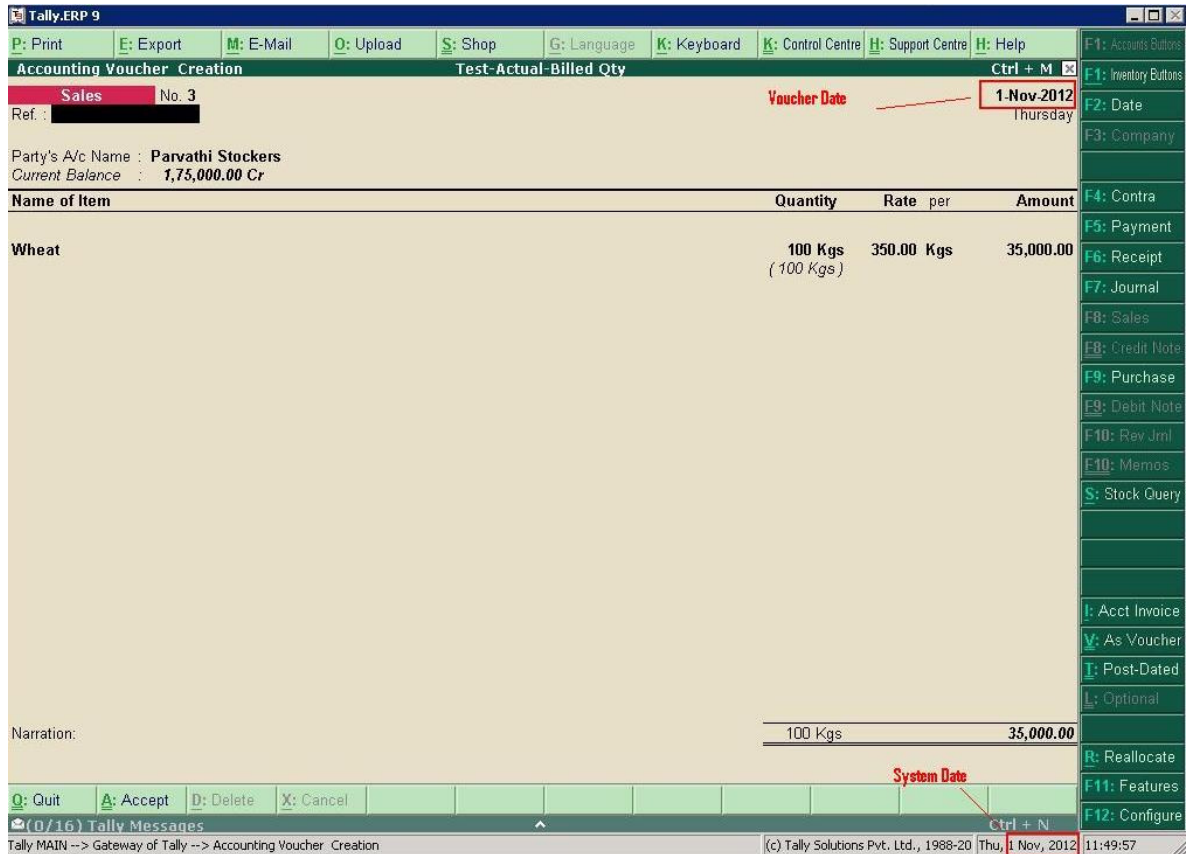 Tally.ERP 9
P: Print E: Export M: E-Mail O: Upload S: Shop G: Language K: Keyboard K: Control Centre H: Support Centre H: Help
F1: Accounts Buttons
Accounting Voucher Creation Test-Actual-Billed Qty Ctrl + M
F1: Inventory Buttons
Sales No. 3 Voucher Date 1-Nov-2012
Ref. : Thursday
F2: Date
F3: Company
Party's A/c Name : Parvathi Stockers
Current Balance : 1,75,000.00 Cr
Name of Item Quantity Rate per Amount
F4: Contra
F5: Payment
Wheat 100 Kgs 350.00 Kgs 35,000.00
(100 Kgs)
F6: Receipt
F7: Journal
F8: Sales
F8: Credit Note
F9: Purchase
F9: Debit Note
F10: Rev Jrnl
F10: Memos
S: Stock Query
I: Acct Invoice
V: As Voucher
T: Post-Dated
L: Optional
Narration: 100 Kgs 35,000.00
R: Reallocate
System Date
F11: Features
Q: Quit A: Accept D: Delete X: Cancel
F12: Configure
(0/16) Tally Messages Ctrl + N
Tally MAIN --> Gateway of Tally --> Accounting Voucher Creation (c) Tally Solutions Pvt. Ltd., 1988-20 Thu, 1 Nov, 2012 11:49:57